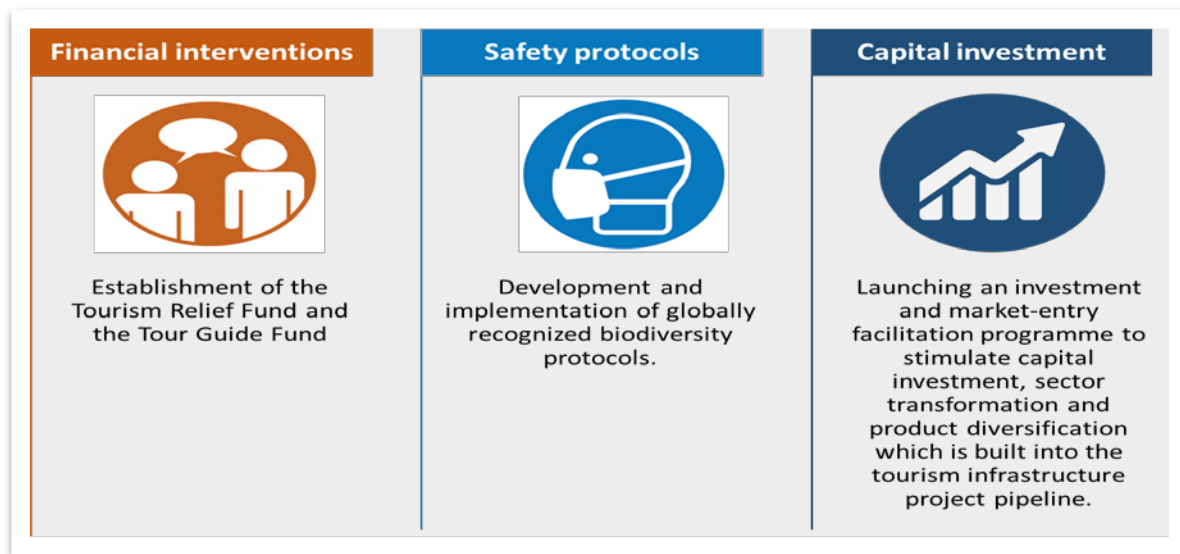 Financial interventions
Establishment of the
Tourism Relief Fund and
the Tour Guide Fund
Safety protocols
Development and
implementation of globally
recognized biodiversity
protocols.
Capital investment
Launching an investment
and market-entry
facilitation programme to
stimulate capital
investment, sector
transformation and
product diversification
which is built into the
tourism infrastructure
project pipeline.